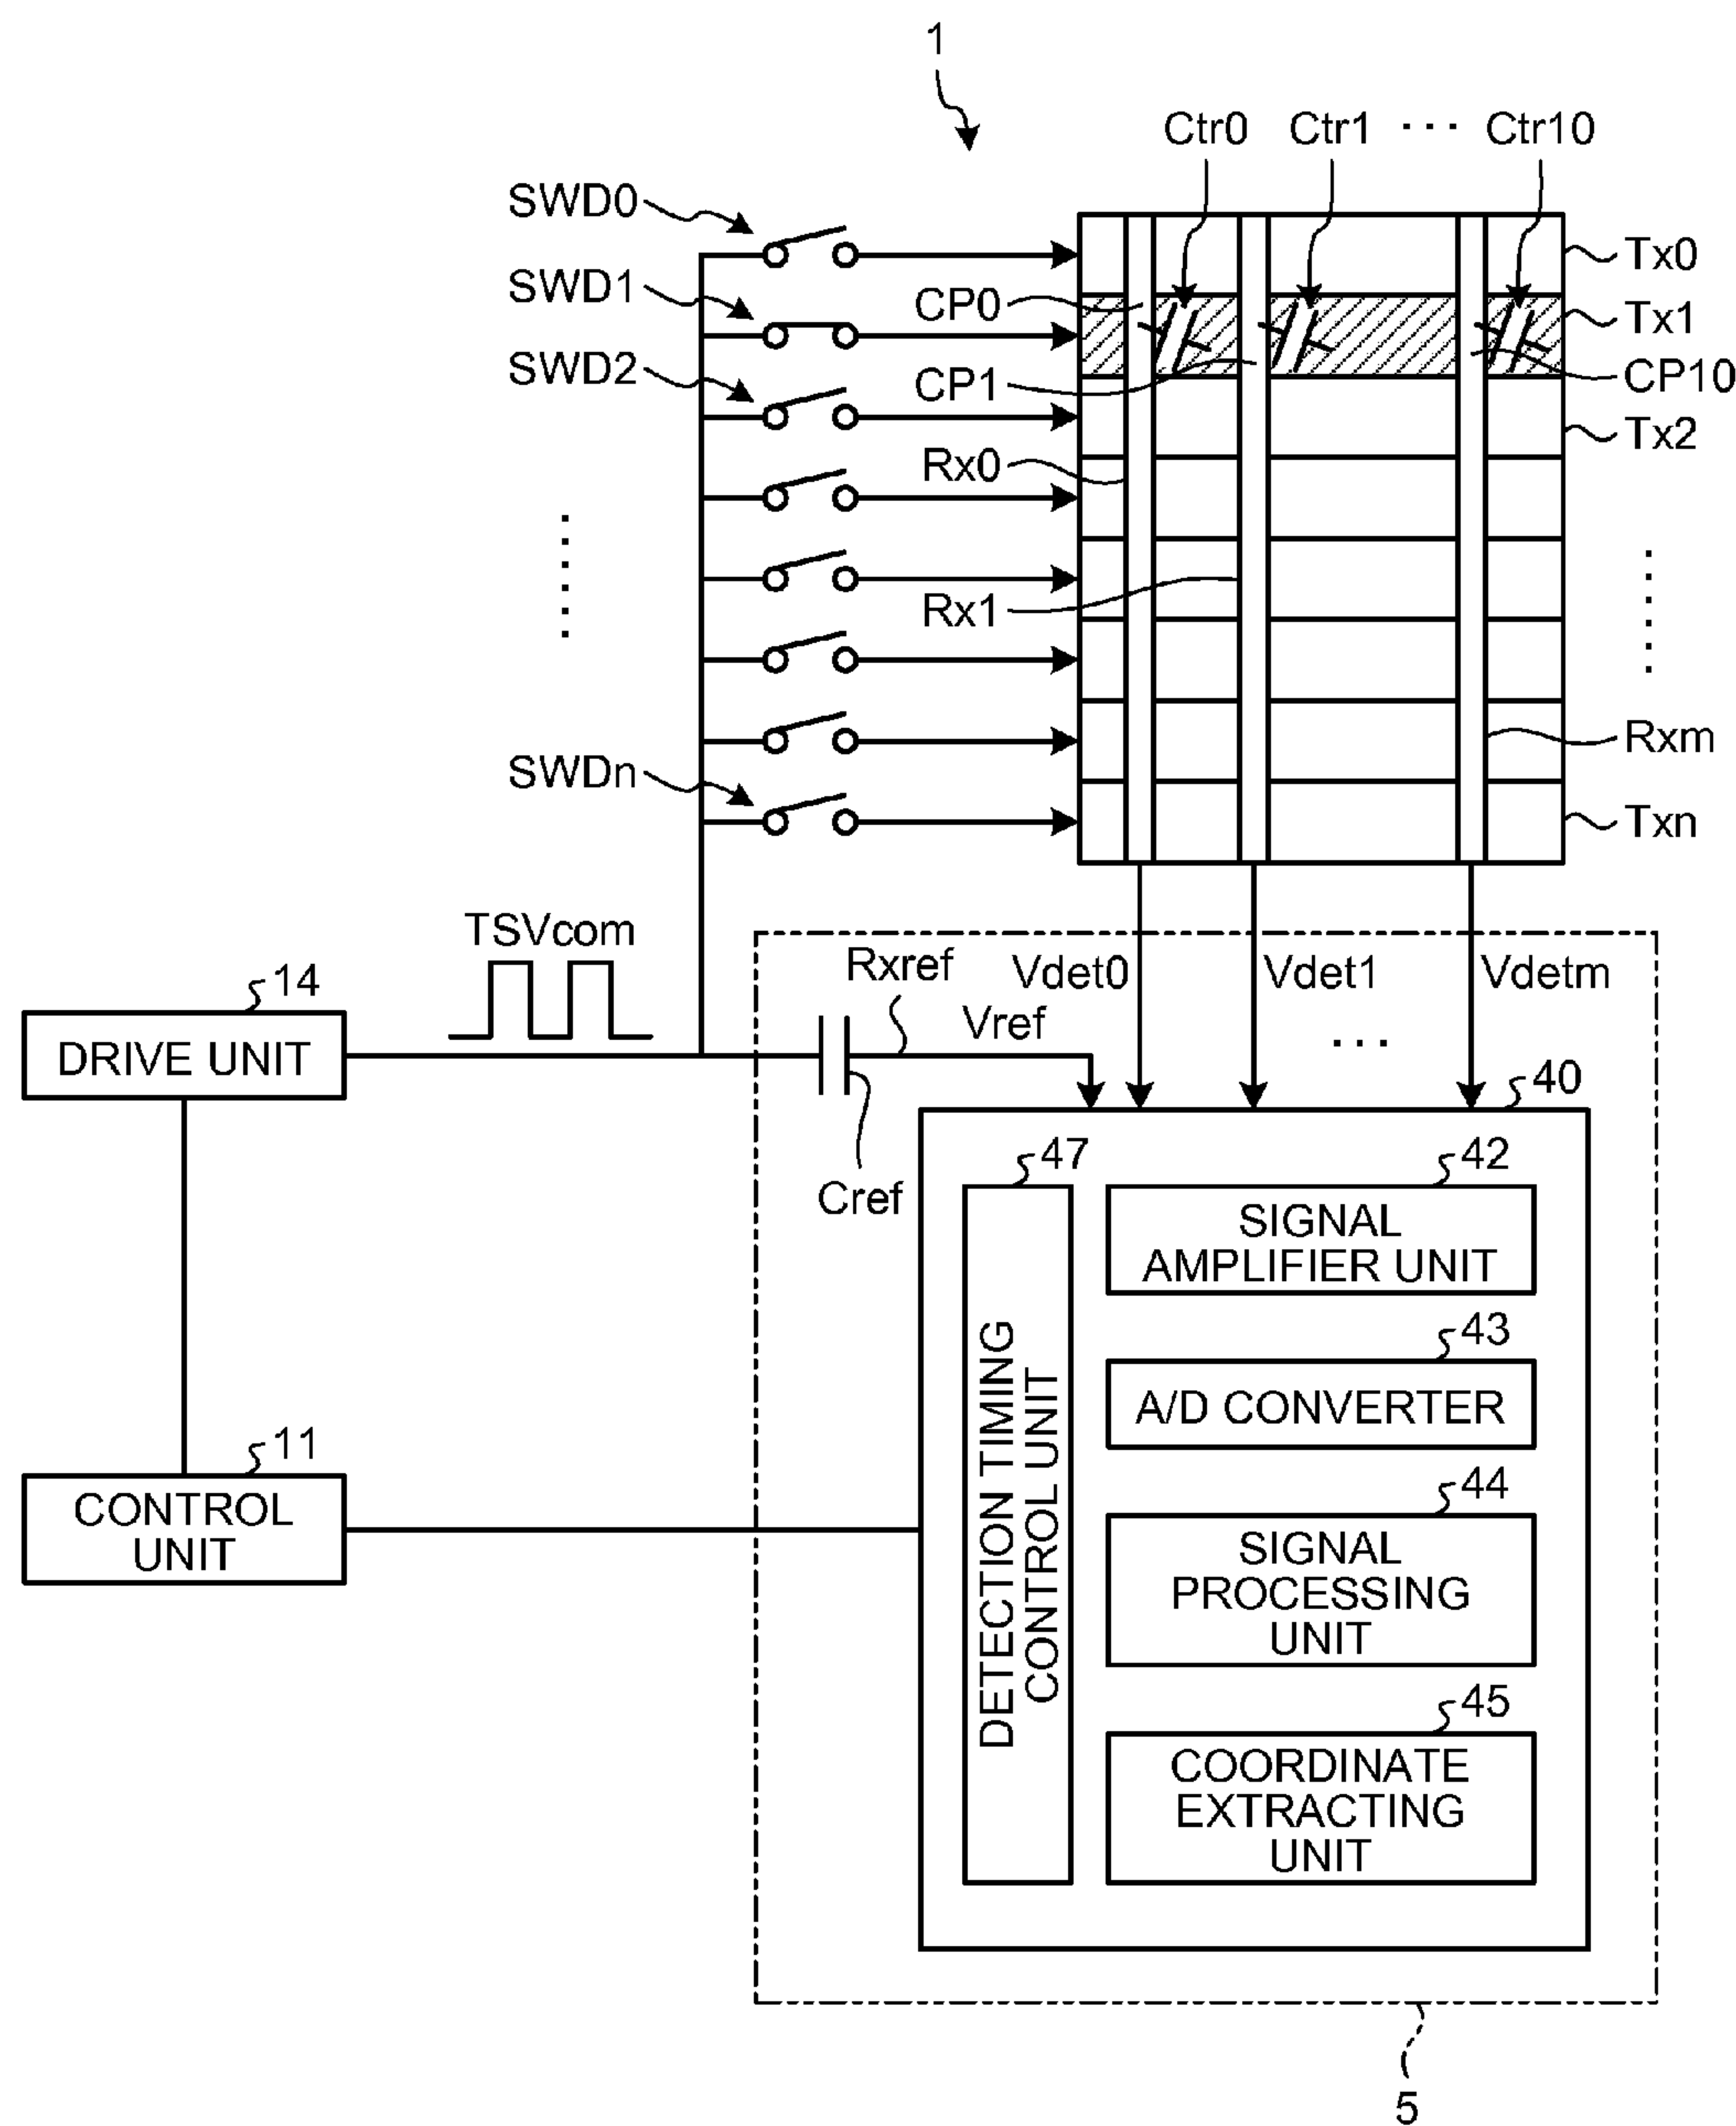 1
Ctr0 Ctr1 ··· Ctr10
SWD0
SWD1
SWD2
SWDn
CP0
CP1
Rx0
Rx1
Tx0
Tx1
CP10
Tx2
Rxm
Txn
TSVcom
Rxref
Vref
Vdet0
Vdet1
Vdetm
···
14
DRIVE UNIT
Cref
40
47
DETECTION TIMING
CONTROL UNIT
42
SIGNAL
AMPLIFIER UNIT
43
A/D CONVERTER
11
CONTROL
UNIT
44
SIGNAL
PROCESSING
UNIT
45
COORDINATE
EXTRACTING
UNIT
5